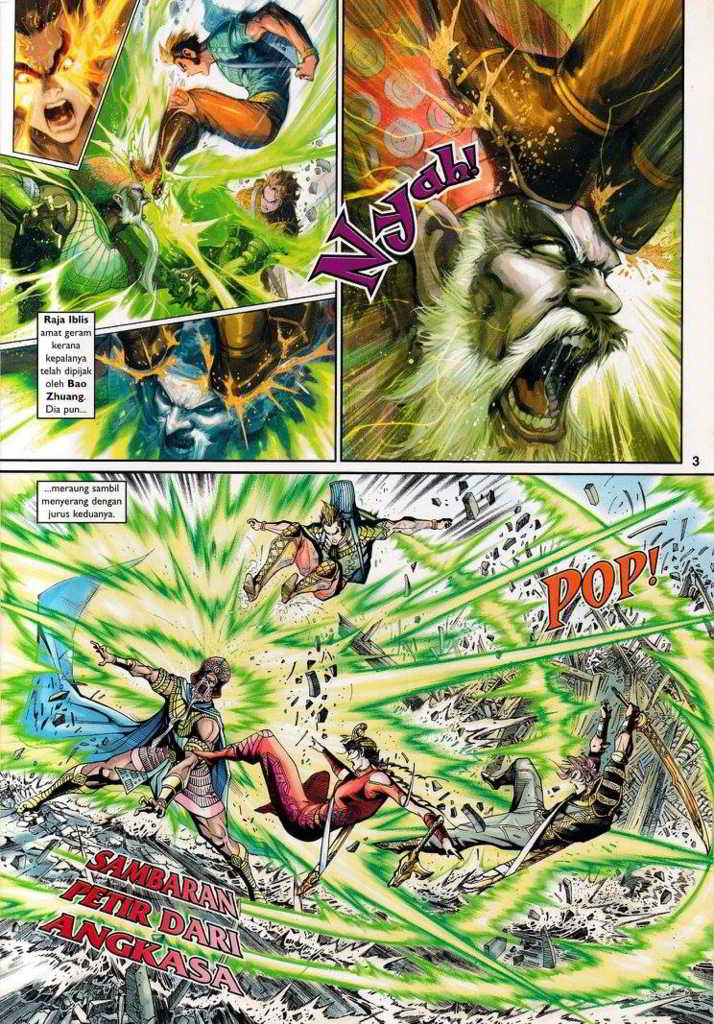 Nyah!
Raja Iblis
amat geram
kerana
kepalanya
telah dipijak
oleh Bao
Zhuang.
Dia pun...
3
...meraung sambil
menyerang dengan
jurus keduanya.
POP!
SAMBARAN
PETIR DARI
ANGKASA